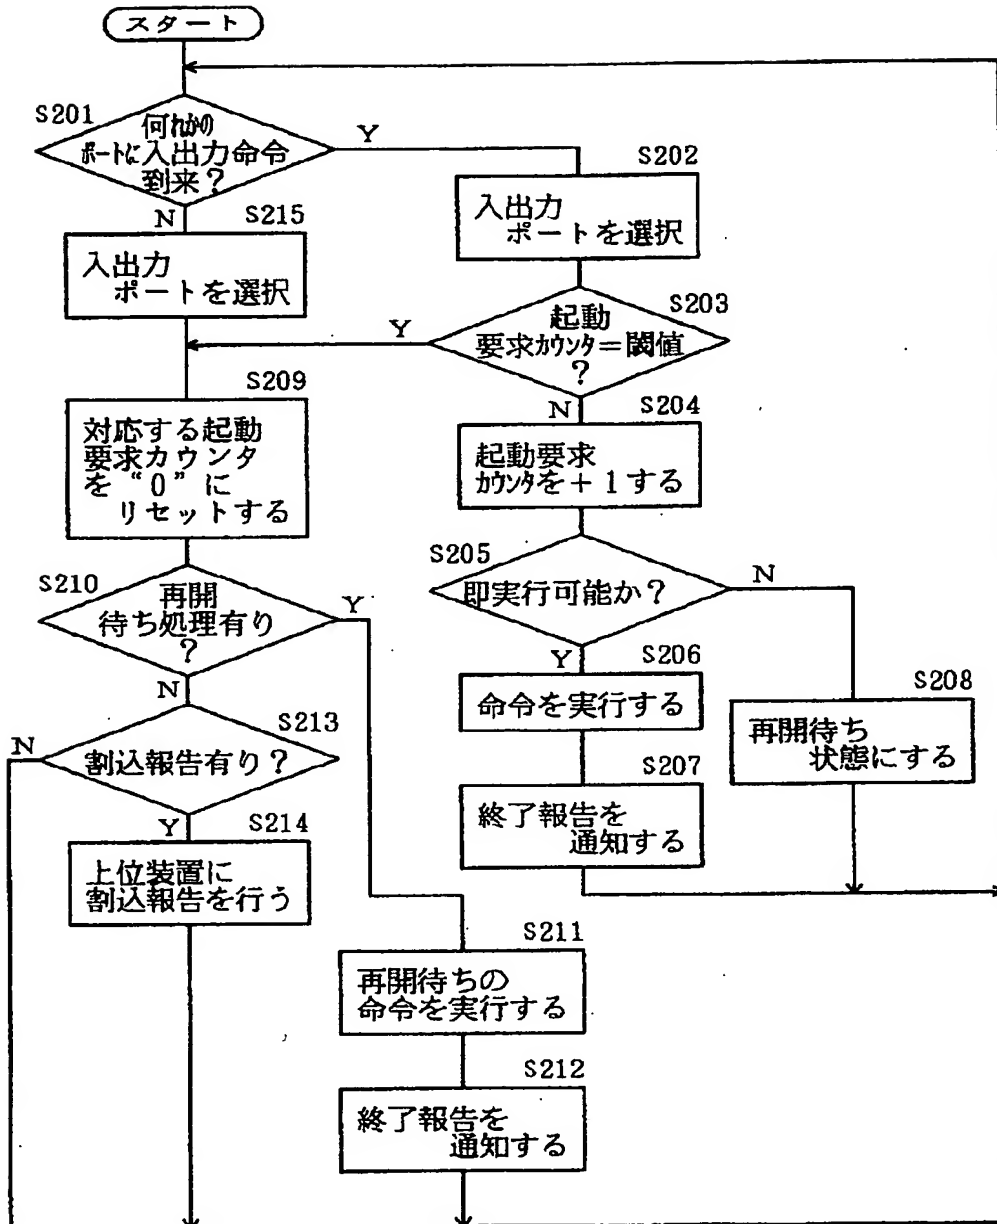 スタート
S201
何れかの
ポートに入出力命令
到来?
Y
N
S202
入出力
ポートを選択
S215
入出力
ポートを選択
S203
起動
要求カウンタ=閾値
?
Y
N
S209
対応する起動
要求カウンタ
を“0”に
リセットする
S204
起動要求
カウンタを+1する
S205
即実行可能か?
N
Y
S210
再開
待ち処理有り
?
Y
N
S206
命令を実行する
S208
再開待ち
状態にする
S207
終了報告を
通知する
S213
割込報告有り?
N
Y
S214
上位装置に
割込報告を行う
S211
再開待ちの
命令を実行する
S212
終了報告を
通知する